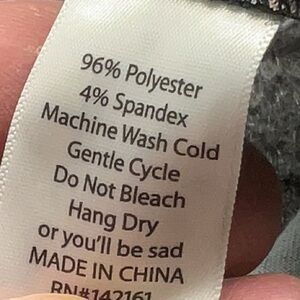 96% Polyester
4% Spandex
Machine Wash Cold
Gentle Cycle
Do Not Bleach
Hang Dry
or you'll be sad
MADE IN CHINA
RN#142161